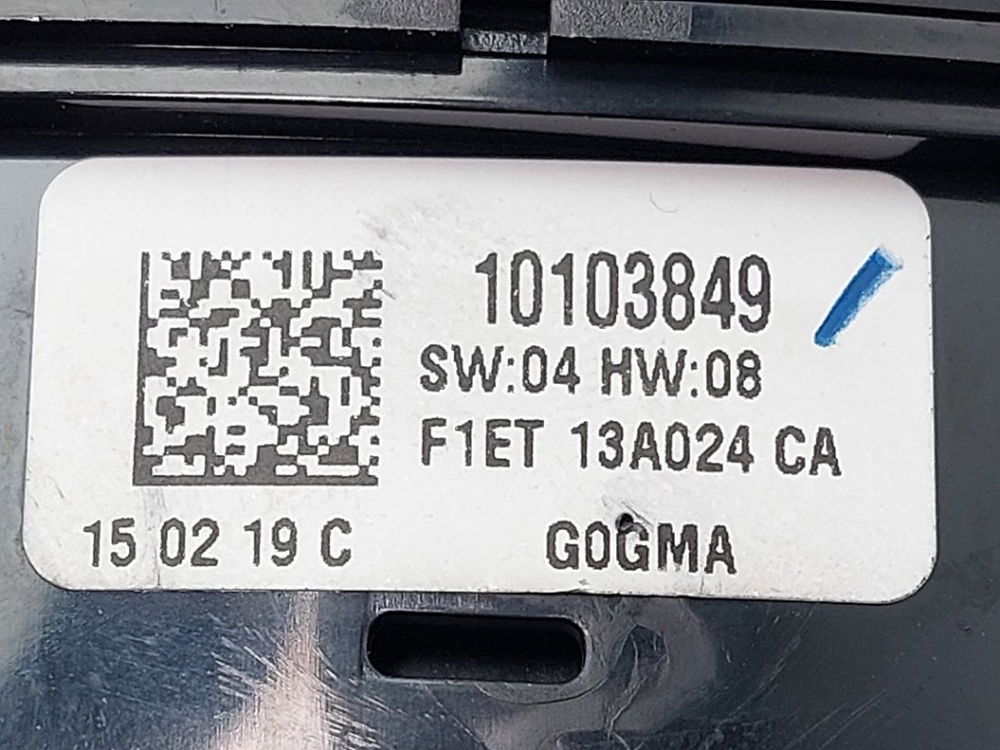 10103849
SW:04 HW:08
F1ET 13A024 CA
15 02 19 C
G0GMA